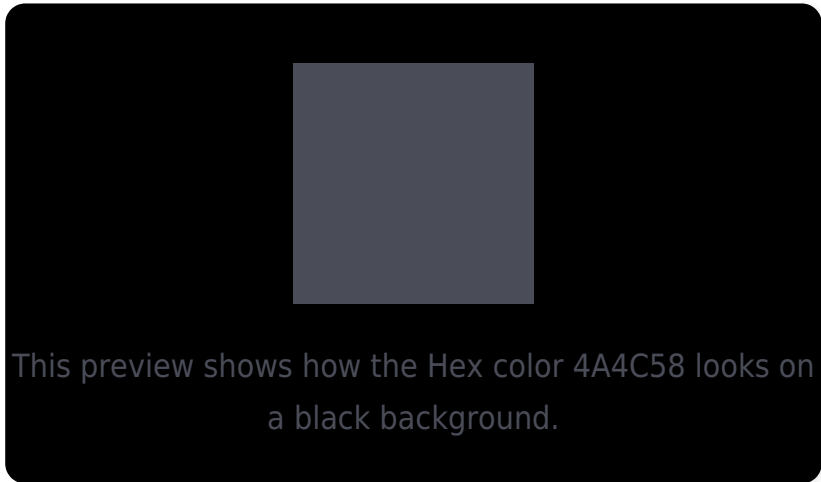 This preview shows how the Hex color 4A4C58 looks on
a black background.